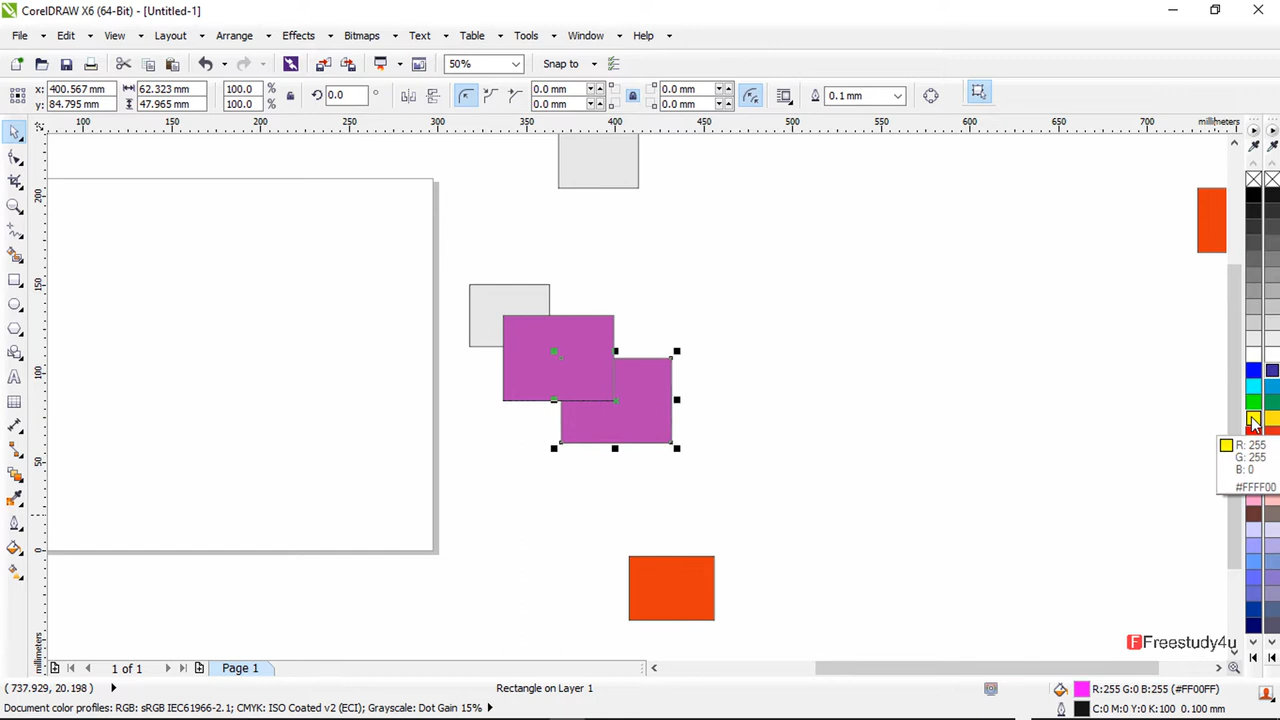 CorelDRAW X6 (64-Bit) - [Untitled-1]
File Edit View Layout Arrange Effects Bitmaps Text Table Tools Window Help
50% Snap to
x: 400.567 mm 62.323 mm 100.0 % 0.0 ° 0.0 mm 0.0 mm 0.1 mm
y: 84.795 mm 47.965 mm 100.0 % 0.0 mm 0.0 mm
100 150 200 250 300 350 400 450 500 550 600 650 700 millimeters
200
150
100
50
0
millimeters
R: 255
G: 255
B: 0
#FFFF00
Freestudy4u
1 of 1 Page 1
(737.929, 20.198 ) Rectangle on Layer 1 R:255 G:0 B:255 (#FF00FF)
Document color profiles: RGB: sRGB IEC61966-2.1; CMYK: ISO Coated v2 (ECI); Grayscale: Dot Gain 15% C:0 M:0 Y:0 K:100 0.100 mm